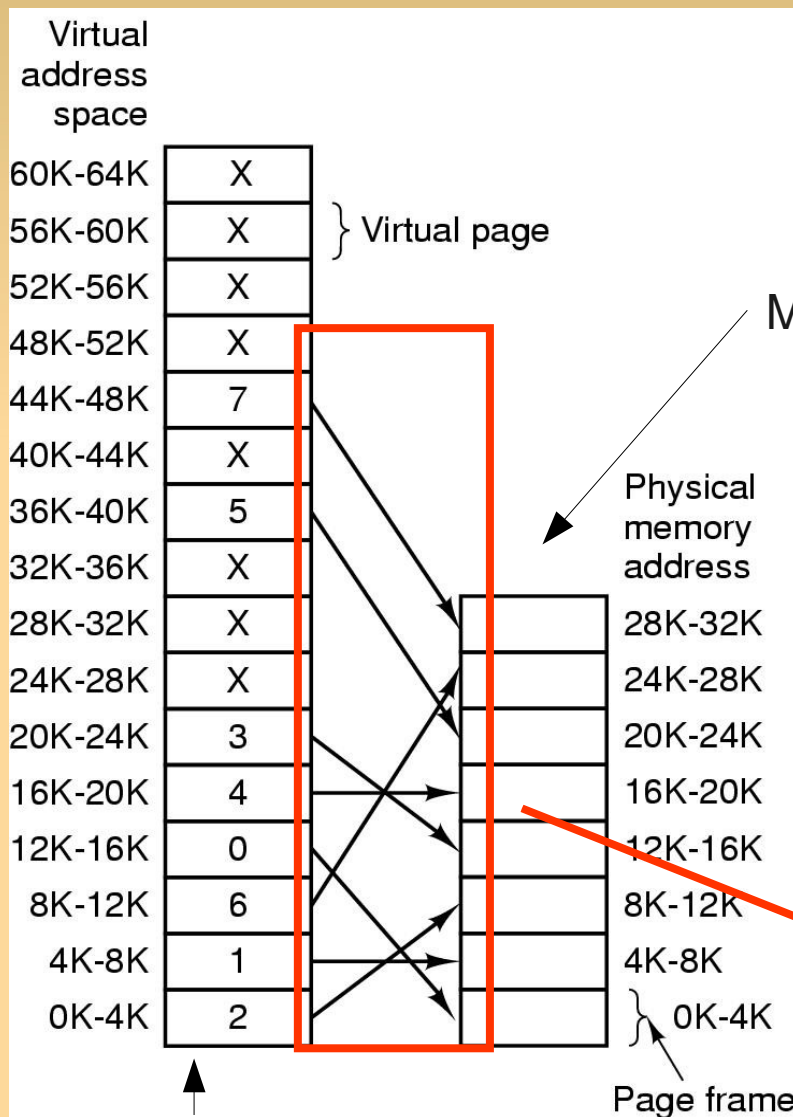 Virtual
address
space
60K-64K X
56K-60K X Virtual page
52K-56K X
48K-52K X
M
44K-48K 7
40K-44K X
36K-40K 5
32K-36K X
Physical
memory
address
28K-32K X 28K-32K
24K-28K X 24K-28K
20K-24K 3 20K-24K
16K-20K 4 16K-20K
12K-16K 0 12K-16K
8K-12K 6 8K-12K
4K-8K 1 4K-8K
0K-4K 2 0K-4K
Page frame